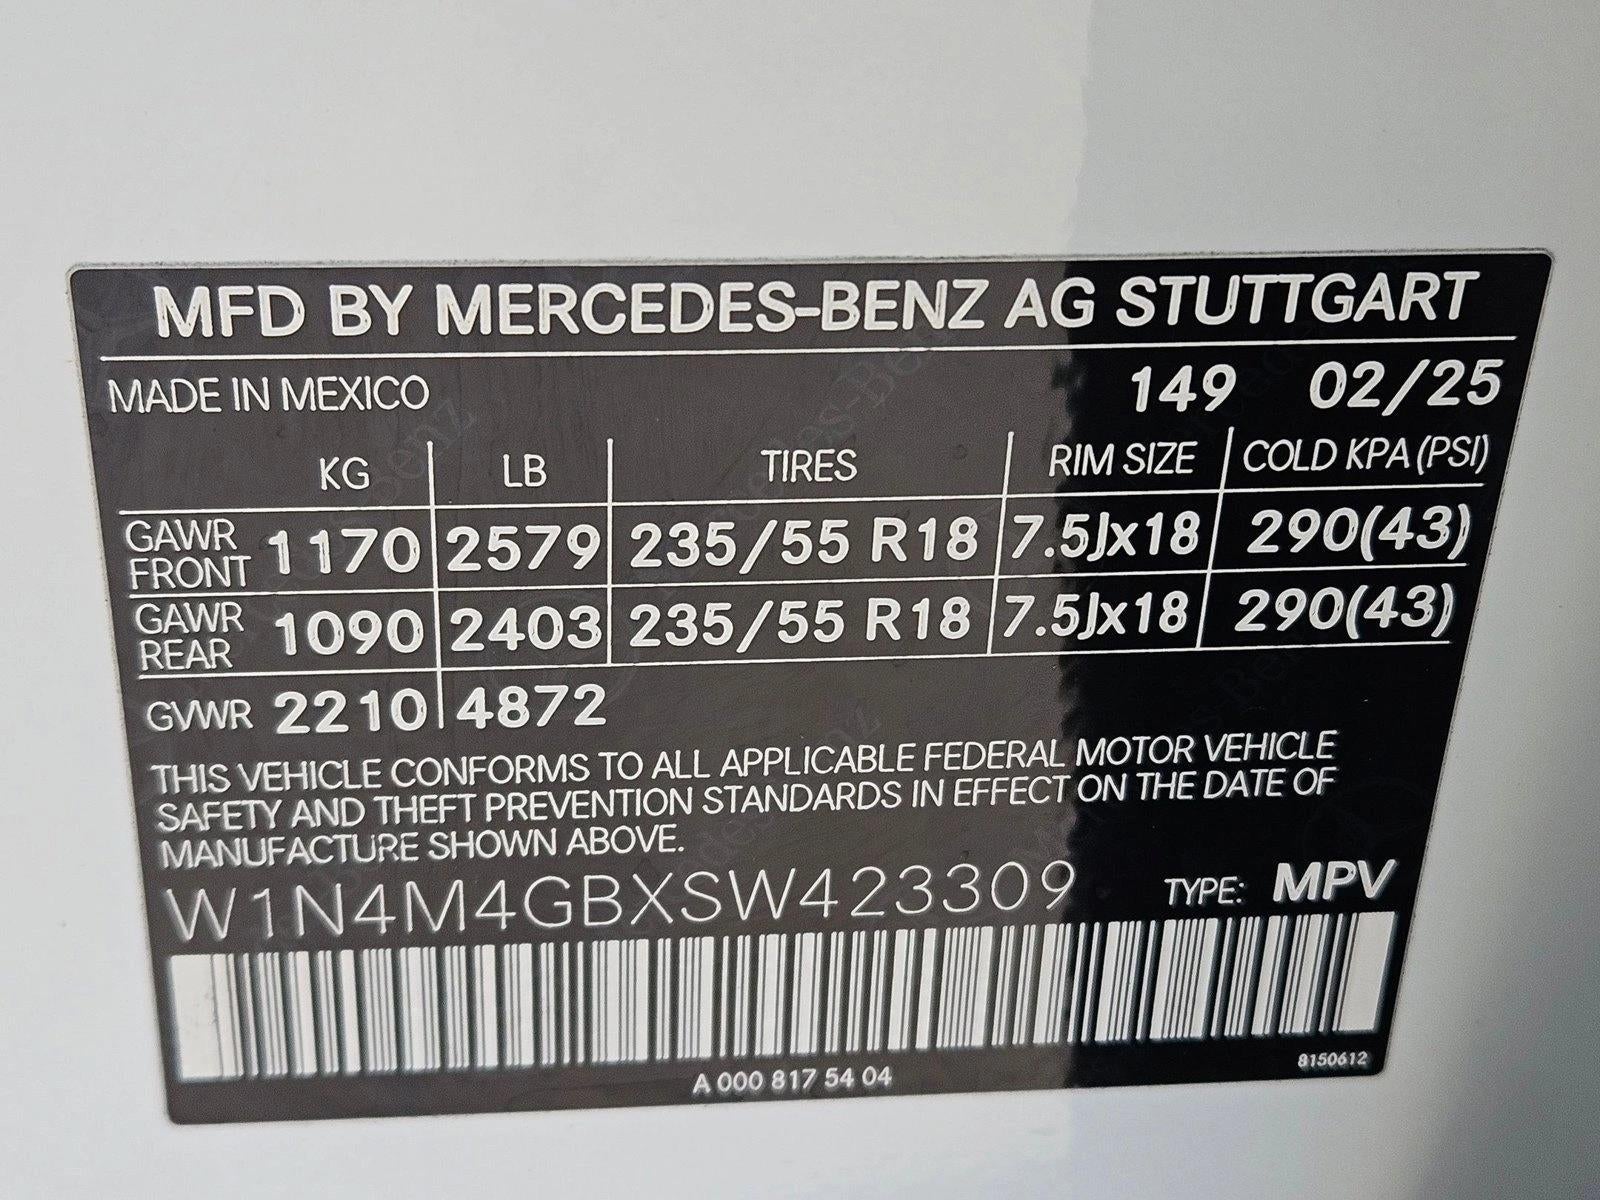 MFD BY MERCEDES-BENZ AG STUTTGART
MADE IN MEXICO 149 02/25
KG LB TIRES RIM SIZE COLD KPA (PSI)
GAWR FRONT 1170 2579 235/55 R18 7.5Jx18 290(43)
GAWR REAR 1090 2403 235/55 R18 7.5Jx18 290(43)
GVWR 2210 4872
THIS VEHICLE CONFORMS TO ALL APPLICABLE FEDERAL MOTOR VEHICLE
SAFETY AND THEFT PREVENTION STANDARDS IN EFFECT ON THE DATE OF
MANUFACTURE SHOWN ABOVE.
W1N4M4GBXSW423309 TYPE: MPV
A 000 817 54 04 8150612